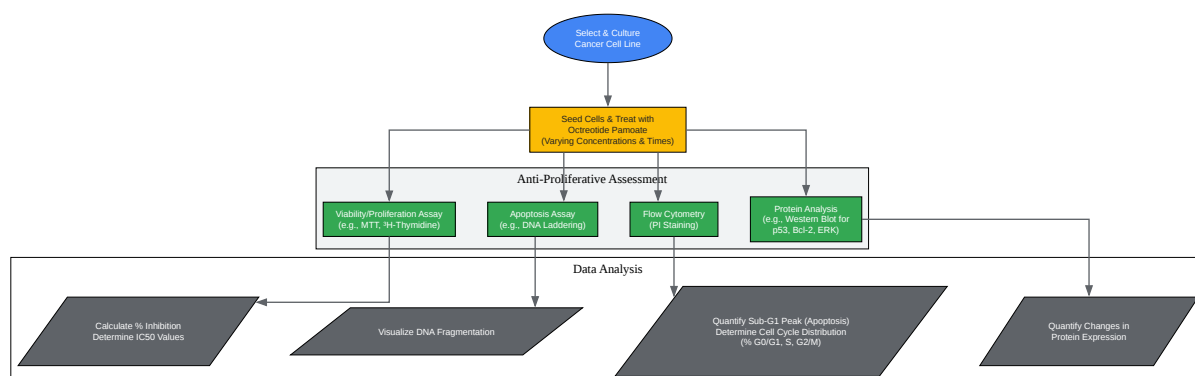 Select & Culture
Cancer Cell Line
Seed Cells & Treat with
Octreotide Pamoate
(Varying Concentrations & Times)
Anti-Proliferative Assessment
Viability/Proliferation Assay
(e.g., MTT, ³H-Thymidine)
Apoptosis Assay
(e.g., DNA Laddering)
Flow Cytometry
(PI Staining)
Protein Analysis
(e.g., Western Blot for
p53, Bcl-2, ERK)
Data Analysis
Calculate % Inhibition
Determine IC50 Values
Visualize DNA Fragmentation
Quantify Sub-G1 Peak (Apoptosis)
Determine Cell Cycle Distribution
(% G0/G1, S, G2/M)
Quantify Changes in
Protein Expression